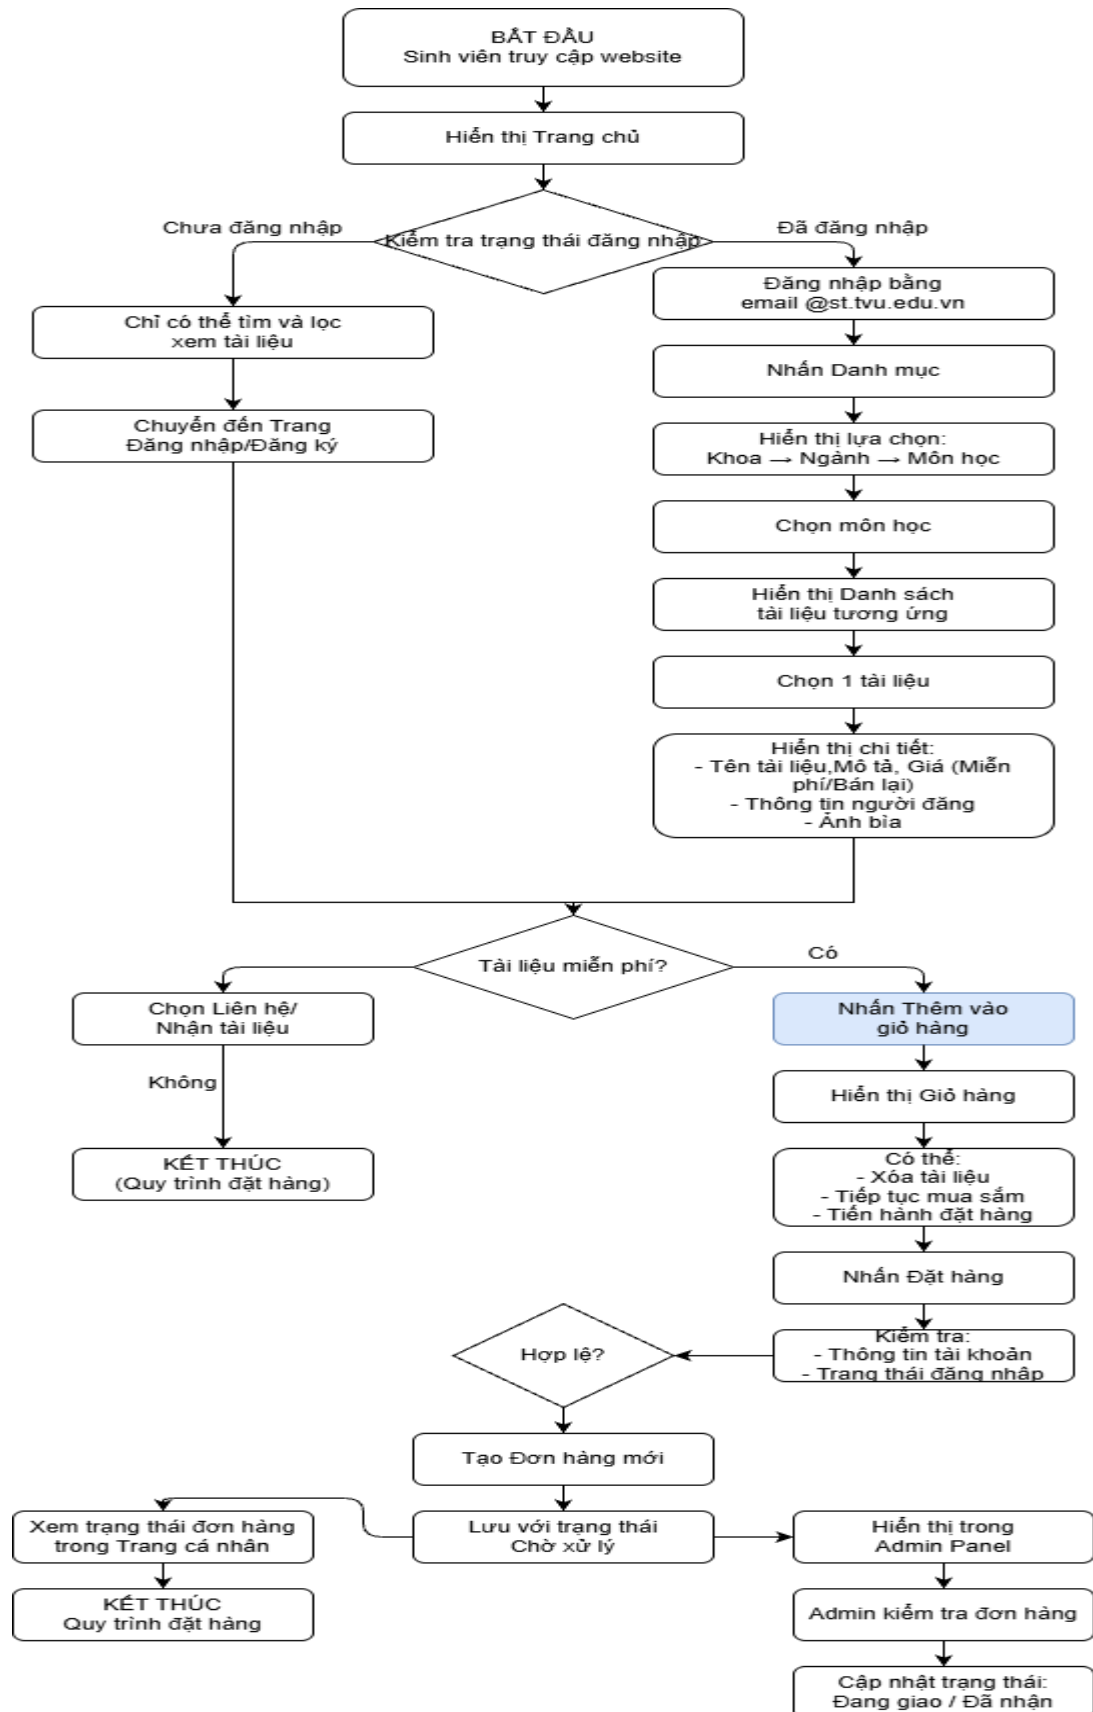 BẮT ĐẦU
Sinh viên truy cập website
Hiển thị Trang chủ
Kiểm tra trạng thái đăng nhập
Chưa đăng nhập
Đã đăng nhập
Chỉ có thể tìm và lọc
xem tài liệu
Chuyển đến Trang
Đăng nhập/Đăng ký
Đăng nhập bằng
email @st.tvu.edu.vn
Nhấn Danh mục
Hiển thị lựa chọn:
Khoa → Ngành → Môn học
Chọn môn học
Hiển thị Danh sách
tài liệu tương ứng
Chọn 1 tài liệu
Hiển thị chi tiết:
- Tên tài liệu,Mô tả, Giá (Miễn
phí/Bán lại)
- Thông tin người đăng
- Ảnh bìa
Tài liệu miễn phí?
Có
Chọn Liên hệ/
Nhận tài liệu
Không
KẾT THÚC
(Quy trình đặt hàng)
Nhấn Thêm vào
giỏ hàng
Hiển thị Giỏ hàng
Có thể:
- Xóa tài liệu
- Tiếp tục mua sắm
- Tiến hành đặt hàng
Nhấn Đặt hàng
Kiểm tra:
- Thông tin tài khoản
- Trạng thái đăng nhập
Hợp lệ?
Tạo Đơn hàng mới
Lưu với trạng thái
Chờ xử lý
Xem trạng thái đơn hàng
trong Trang cá nhân
KẾT THÚC
Quy trình đặt hàng
Hiển thị trong
Admin Panel
Admin kiểm tra đơn hàng
Cập nhật trạng thái:
Đang giao / Đã nhận